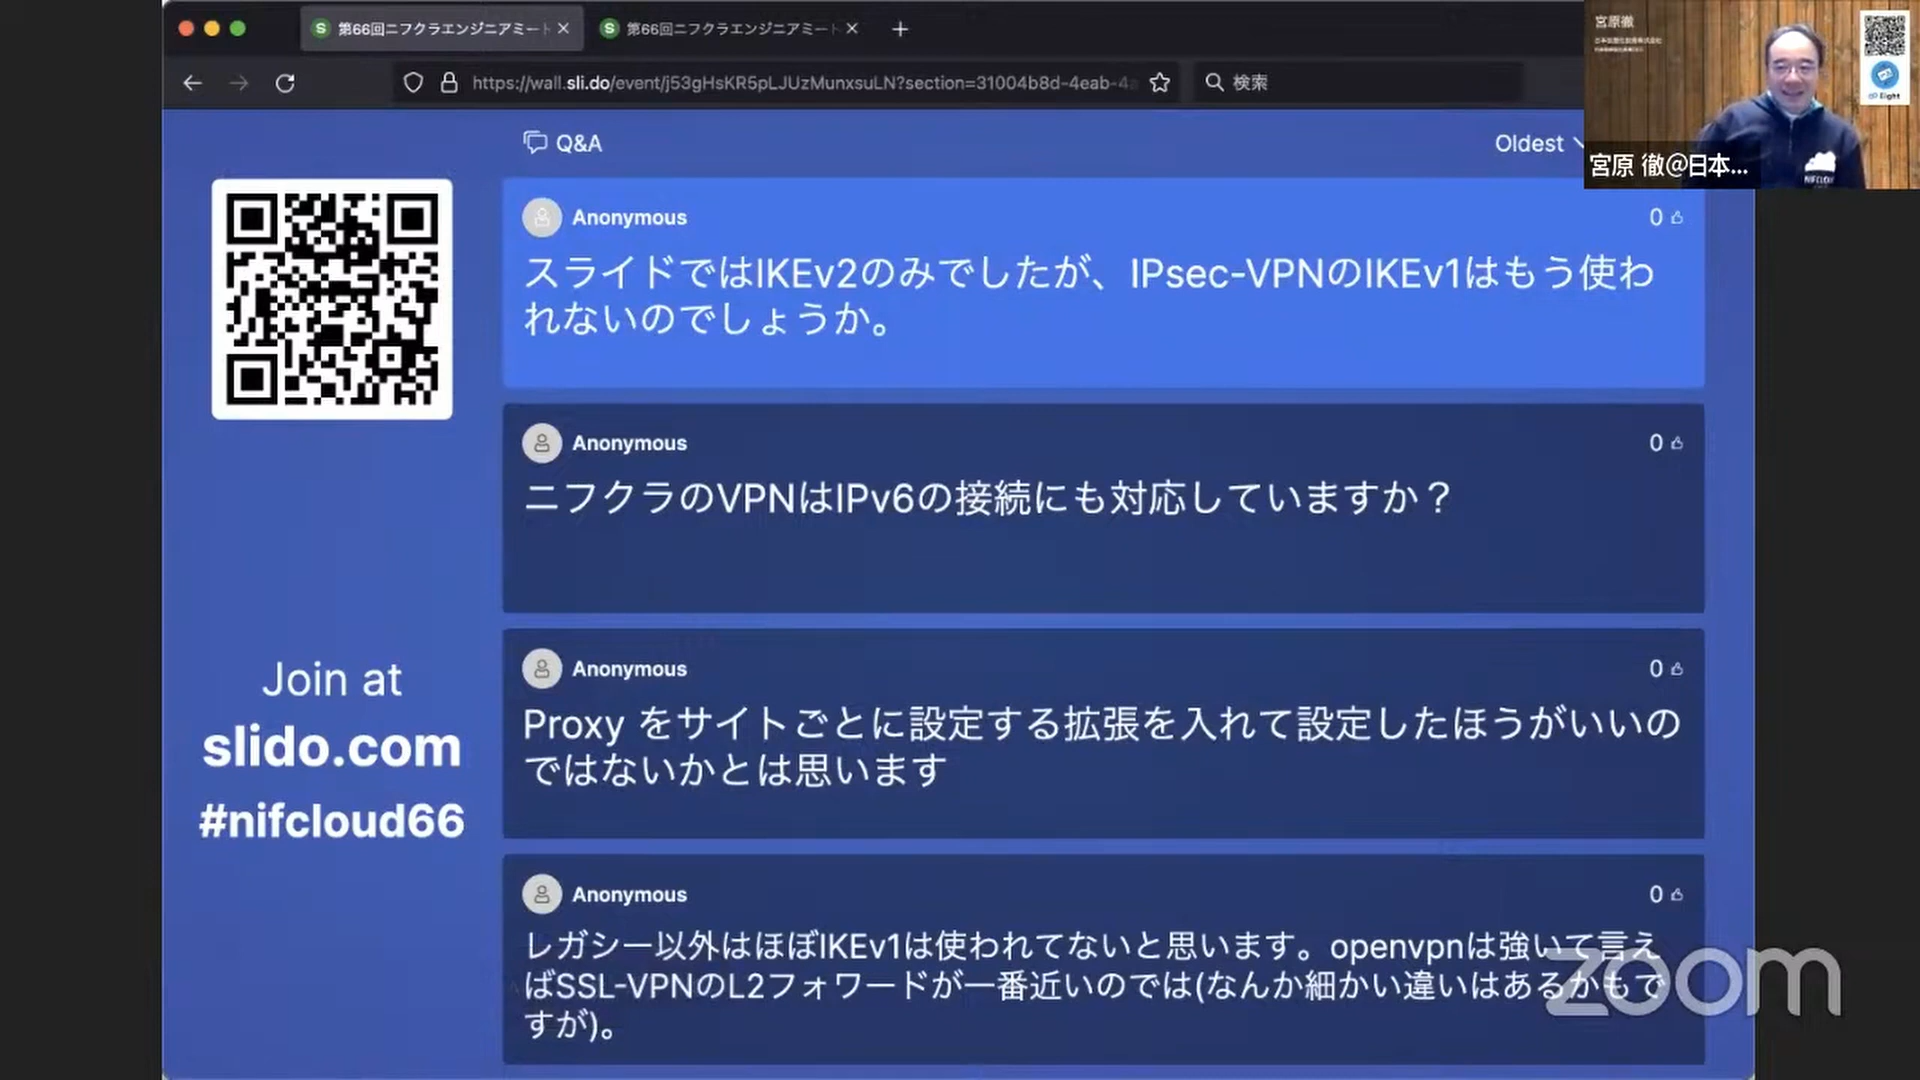 第66回ニフクラエンジニアミート
第66回ニフクラエンジニアミート
https://wall.sli.do/event/j53gHsKR5pLJUzMunxsuLN?section=31004b8d-4eab-4a
検索
宮原徹
宮原 徹@日本...
Q&A
Oldest
Anonymous
0
スライドではIKEv2のみでしたが、IPsec-VPNのIKEv1はもう使わ
れないのでしょうか。
Anonymous
0
ニフクラのVPNはIPv6の接続にも対応していますか？
Anonymous
0
Proxy をサイトごとに設定する拡張を入れて設定したほうがいいの
ではないかとは思います
Anonymous
0
レガシー以外はほぼIKEv1は使われてないと思います。openvpnは強いて言え
ばSSL-VPNのL2フォワードが一番近いのでは(なんか細かい違いはあるかもで
すが)。
Join at
slido.com
#nifcloud66
zoom